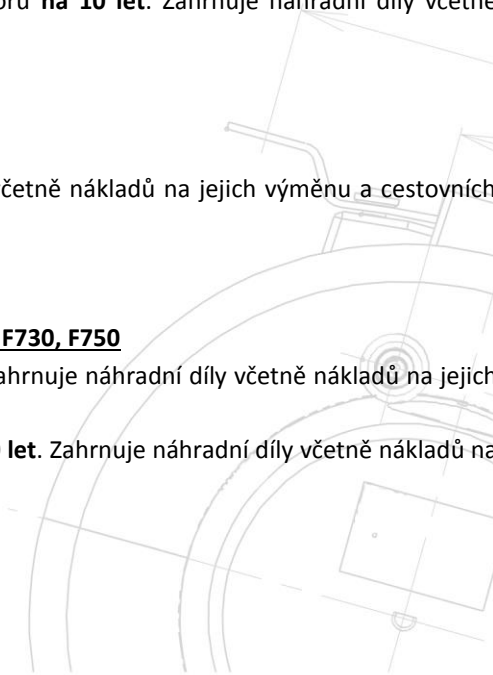 oru na 10 let. Zahrnuje náhradní díly včetně
včetně nákladů na jejich výměnu a cestovních
F730, F750
ahrnuje náhradní díly včetně nákladů na jejich
let. Zahrnuje náhradní díly včetně nákladů na